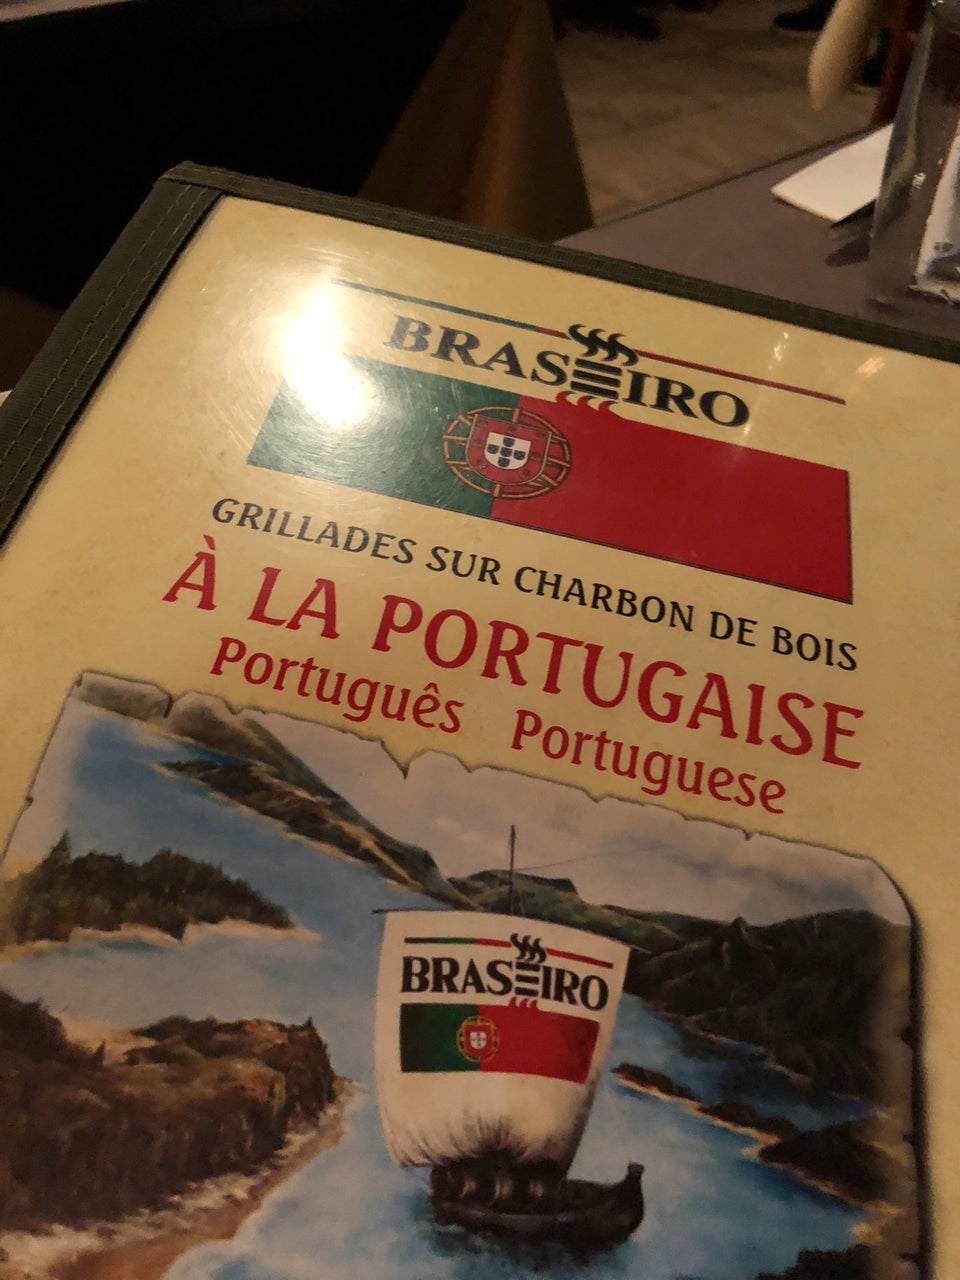 BRASEIRO
GRILLADES SUR CHARBON DE BOIS
À LA PORTUGAISE
Português Portuguese
BRASEIRO